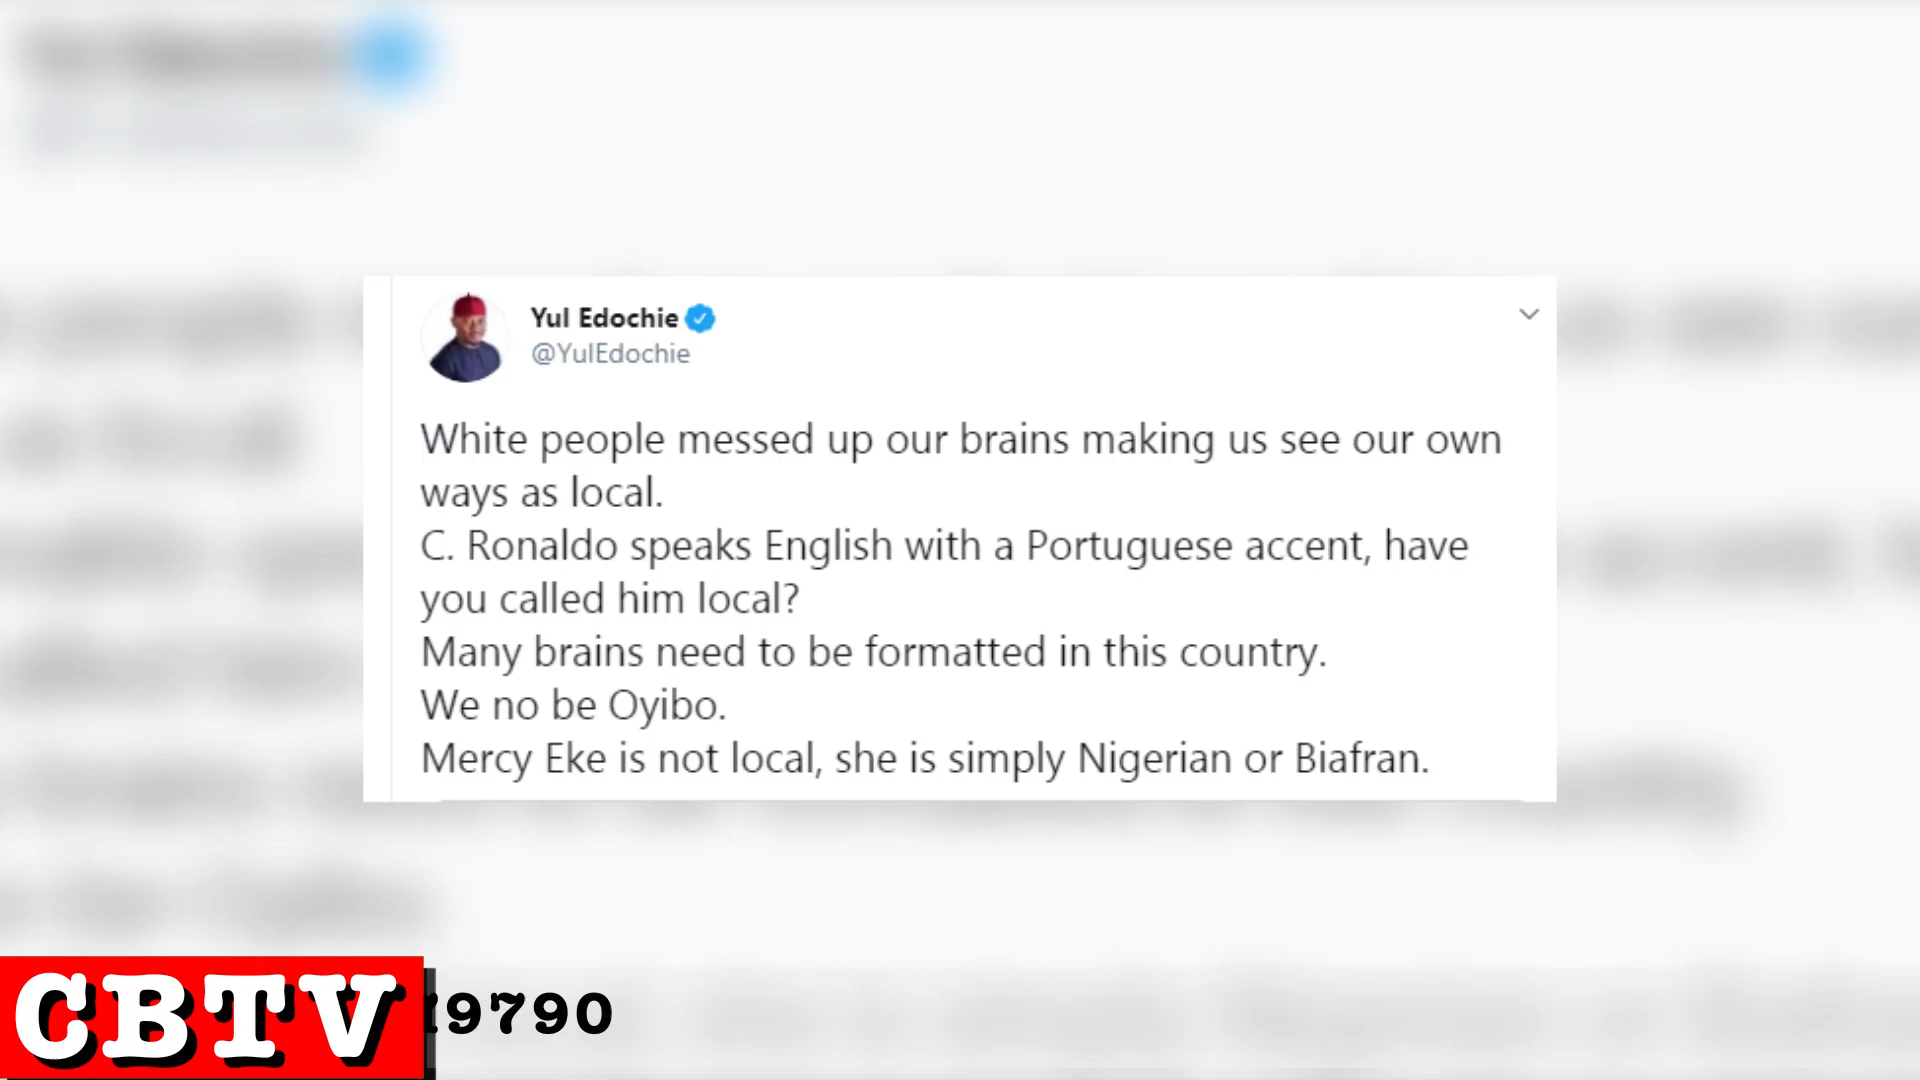 Yul Edochie
@YulEdochie
White people messed up our brains making us see our own
ways as local.
C. Ronaldo speaks English with a Portuguese accent, have
you called him local?
Many brains need to be formatted in this country.
We no be Oyibo.
Mercy Eke is not local, she is simply Nigerian or Biafran.
CBTV
9790